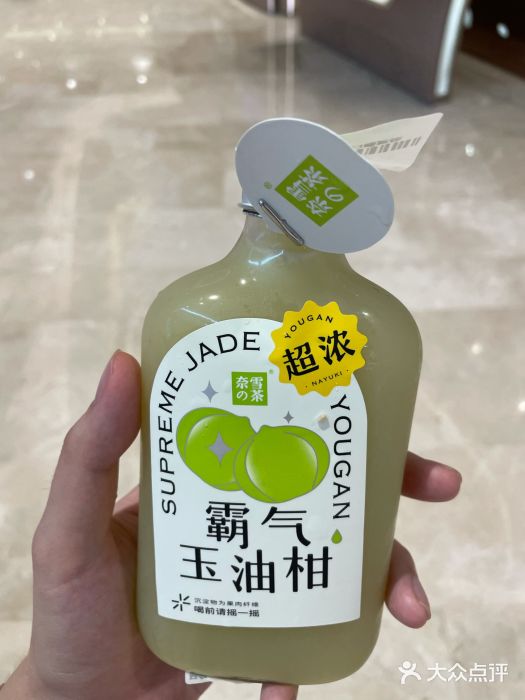 奈雪
の茶
®
YOUGAN
超浓
·NAYUKI·
SUPREME JADE
YOUGAN
奈雪
の茶
®
霸气
玉油柑
沉淀物为果肉纤维
喝前请摇一摇
大众点评